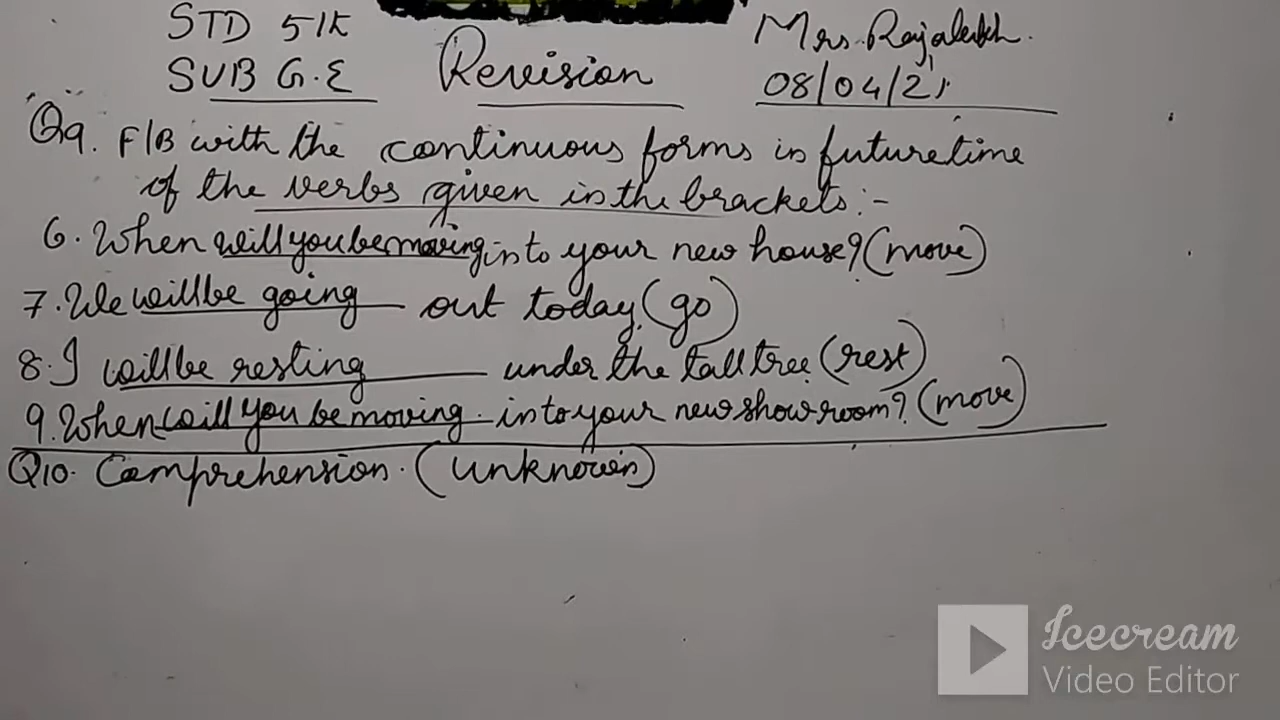 STD 5/K
SUB G.E
Revision
Mrs. Rajalekh.
08/04/21
Q9. F/B with the continuous forms in future time
of the verbs given in the brackets:-
6. When will you be moving into your new house? (move)
7. We will be going out today. (go)
8. I will be resting under the tall tree. (rest)
9. When will you be moving into your new showroom? (move)
Q10. Comprehension. (unknown)
Icecream
Video Editor